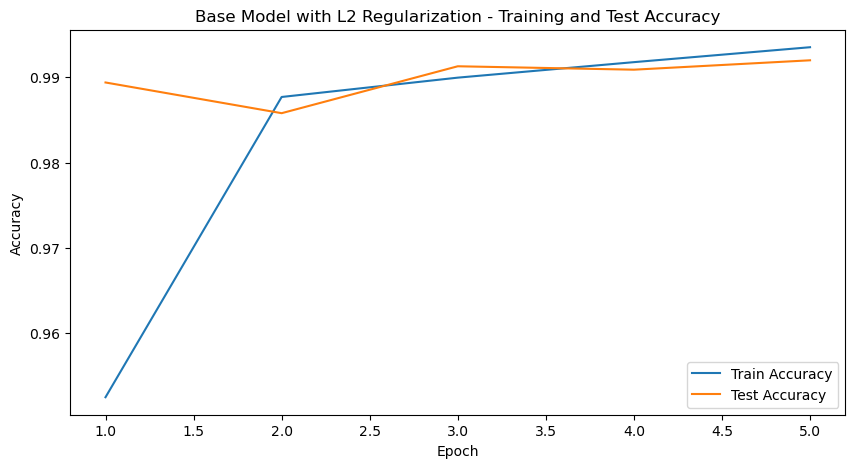 Base Model with L2 Regularization - Training and Test Accuracy
Accuracy
0.99
0.98
0.97
0.96
1.0 1.5 2.0 2.5 3.0 3.5 4.0 4.5 5.0
Epoch
Train Accuracy
Test Accuracy